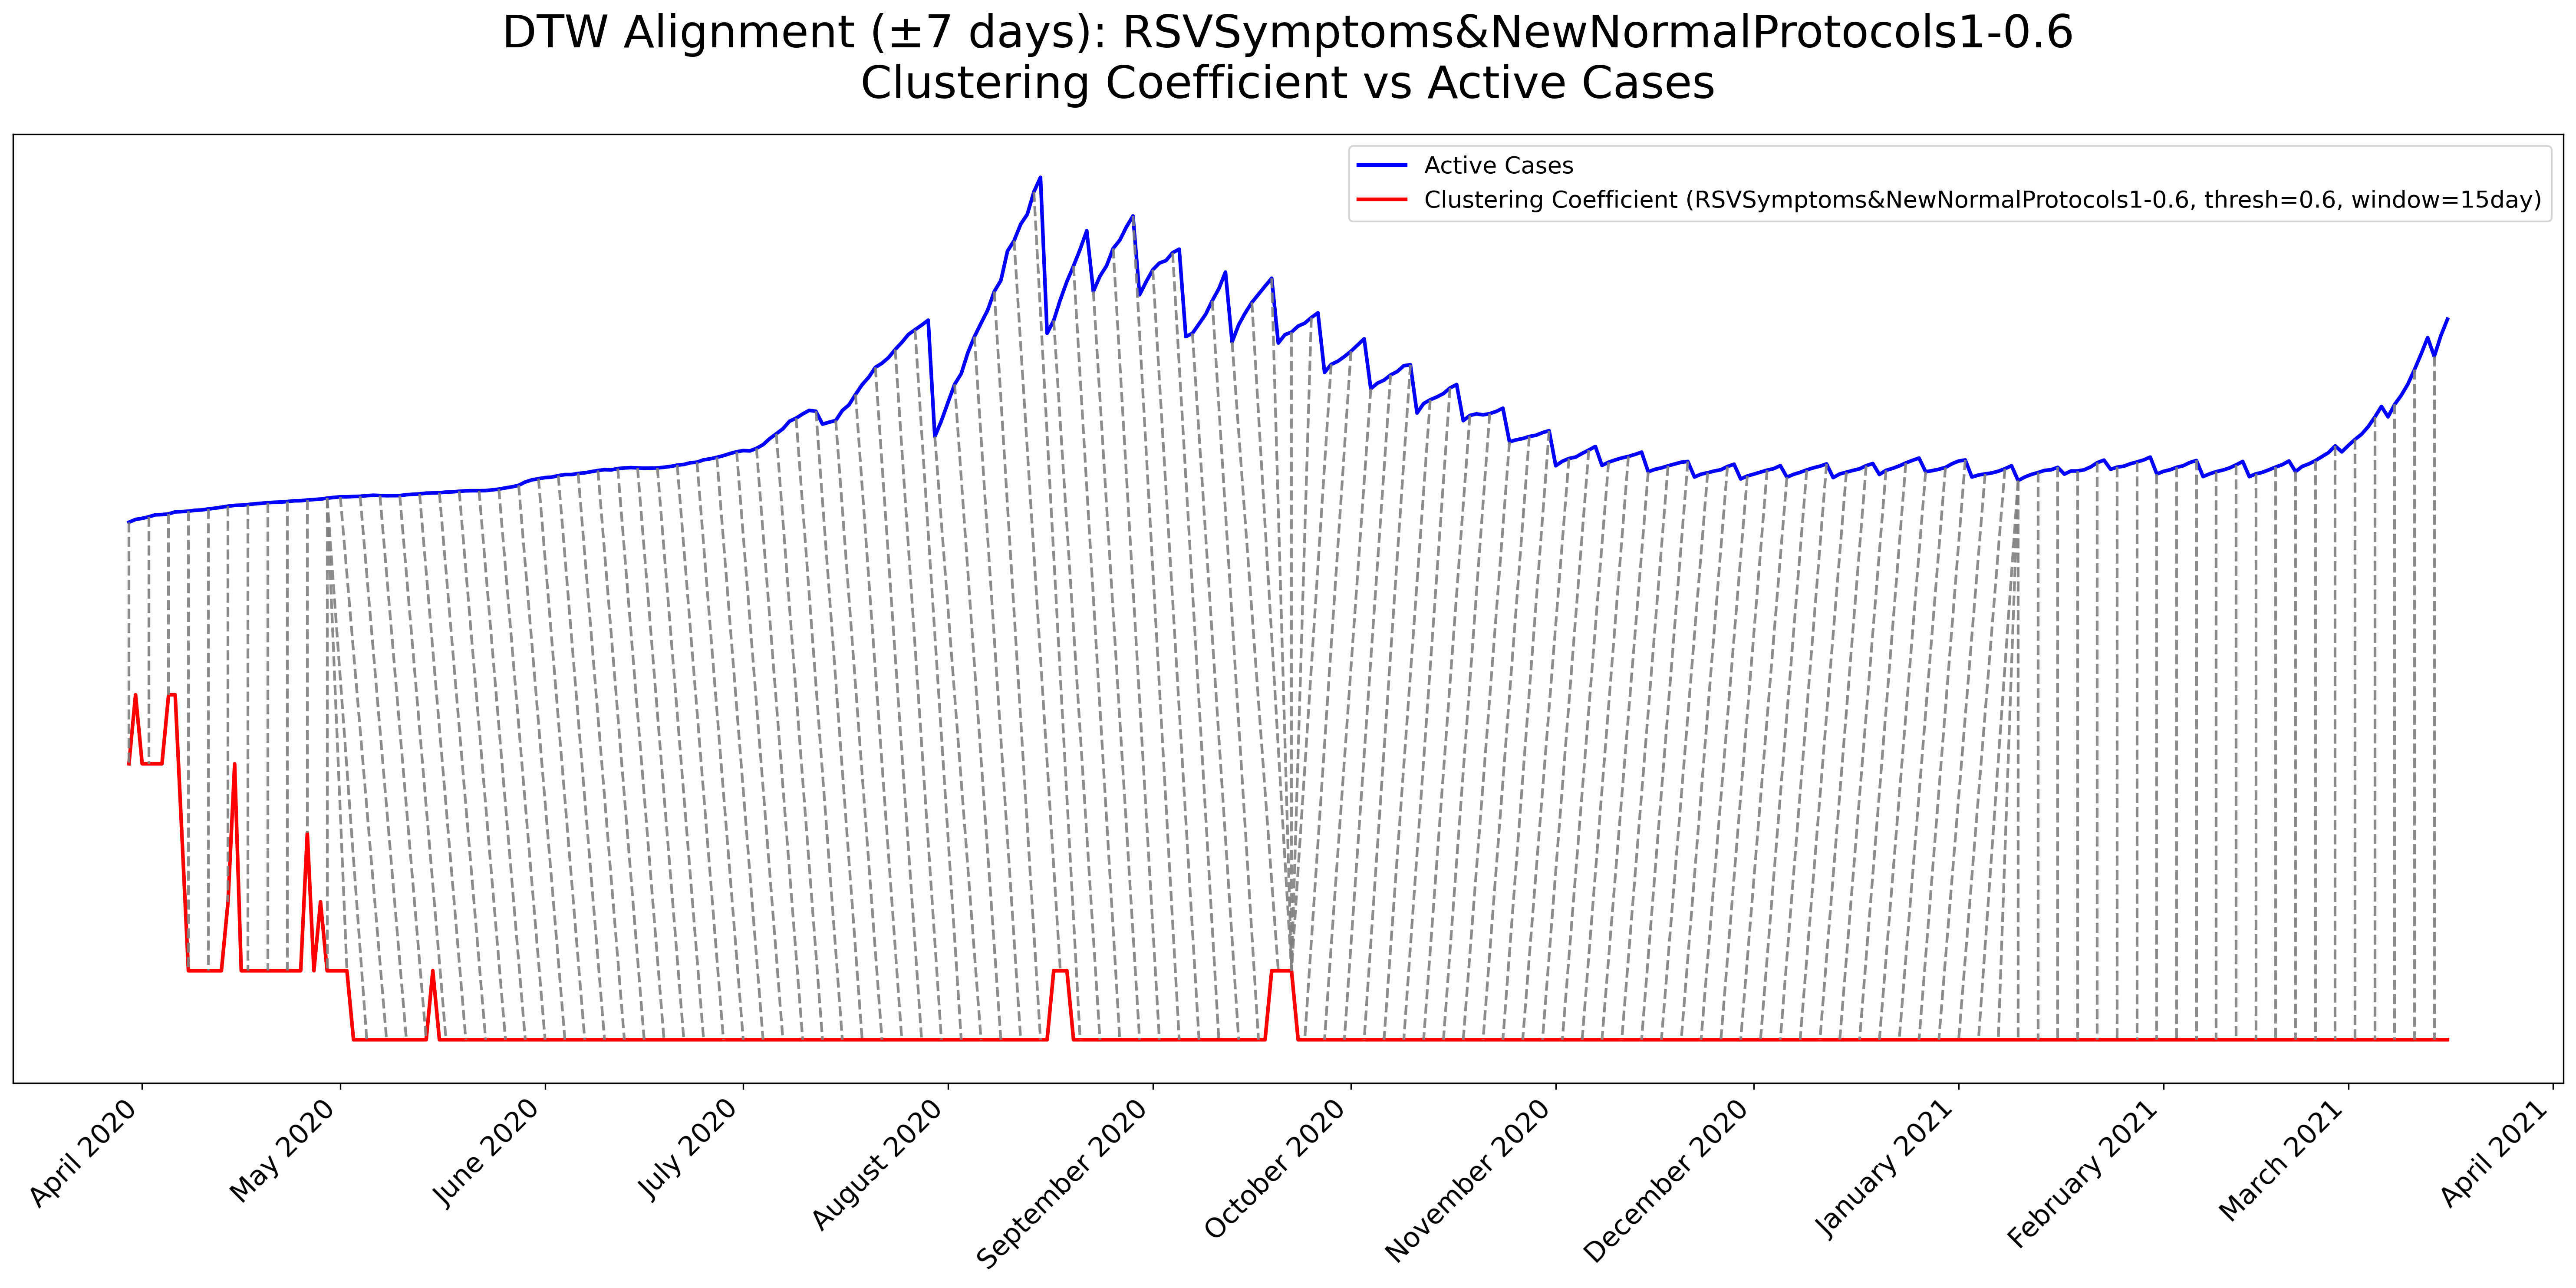 DTW Alignment (±7 days): RSVSymptoms&NewNormalProtocols1-0.6
Clustering Coefficient vs Active Cases
Active Cases
Clustering Coefficient (RSVSymptoms&NewNormalProtocols1-0.6, thresh=0.6, window=15day)
April 2020
May 2020
June 2020
July 2020
August 2020
September 2020
October 2020
November 2020
December 2020
January 2021
February 2021
March 2021
April 2021